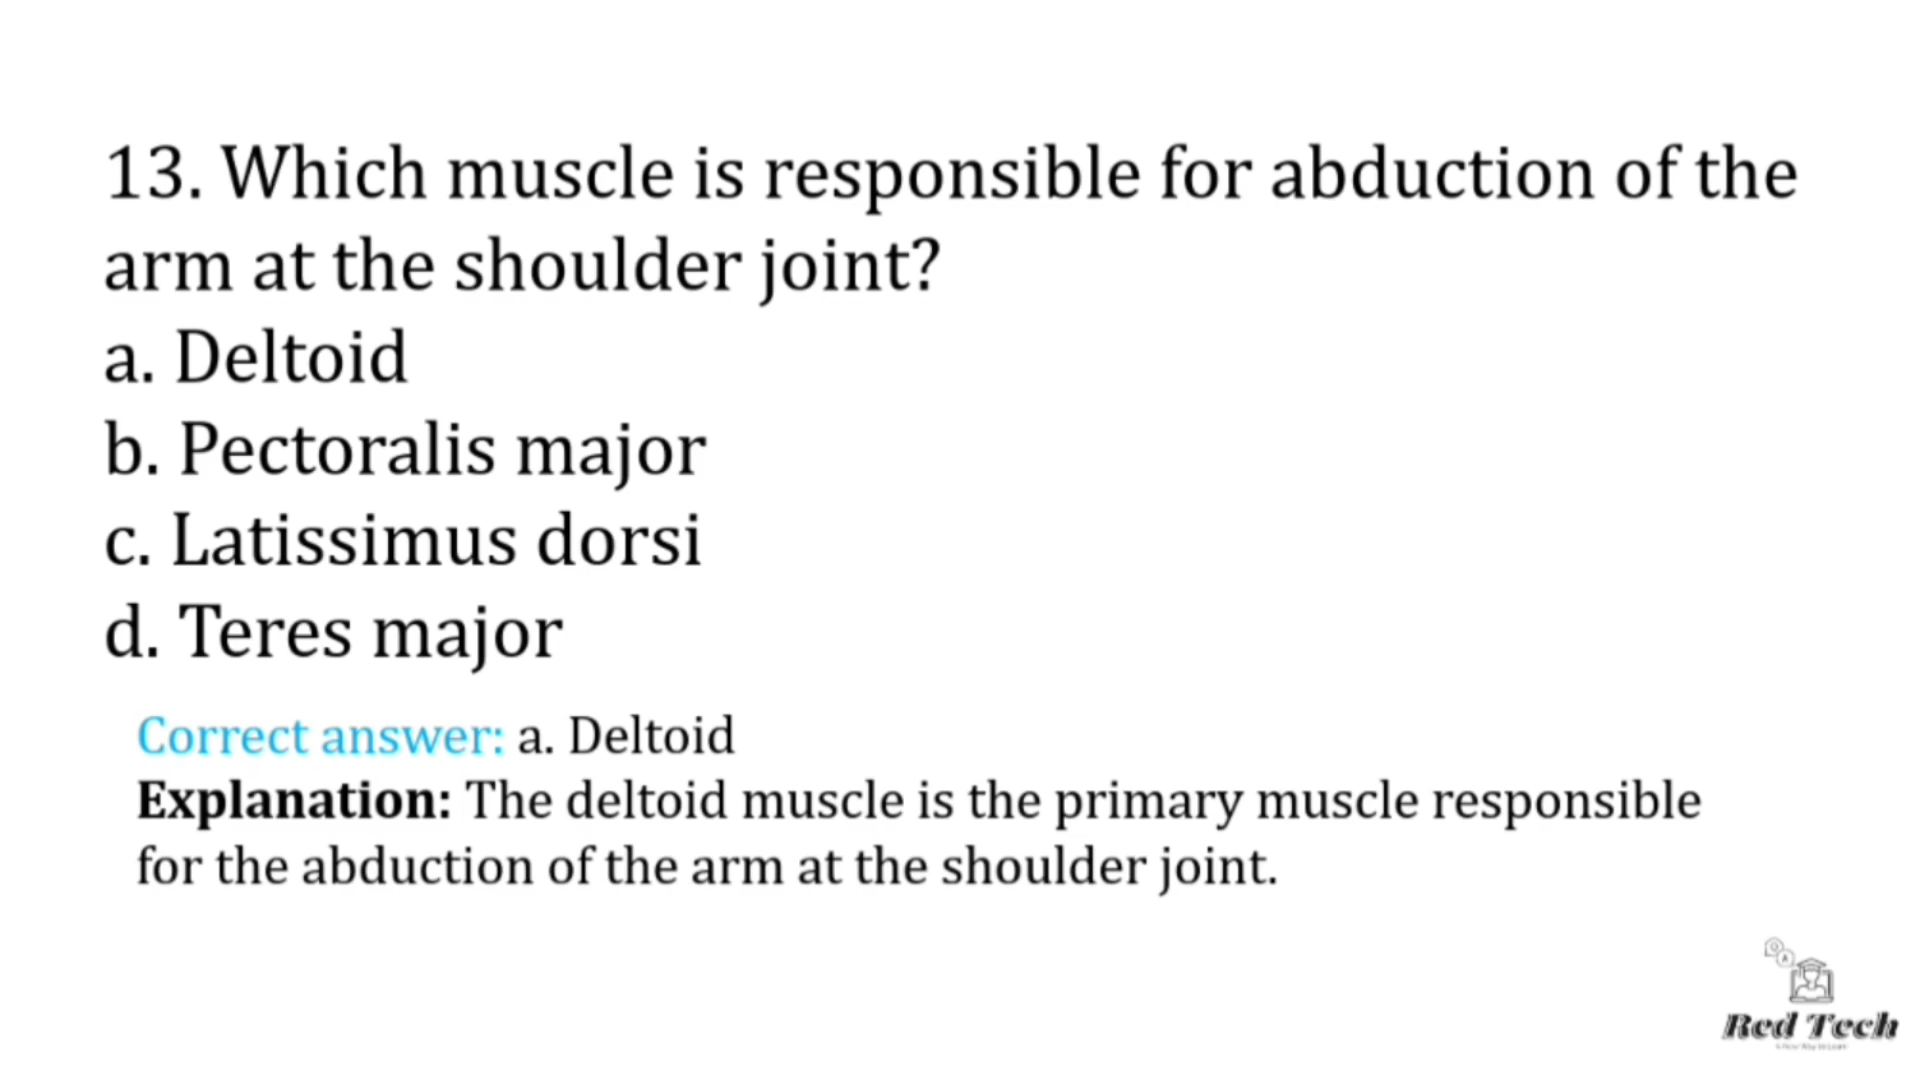 13. Which muscle is responsible for abduction of the
arm at the shoulder joint?
a. Deltoid
b. Pectoralis major
c. Latissimus dorsi
d. Teres major
Correct answer: a. Deltoid
Explanation: The deltoid muscle is the primary muscle responsible
for the abduction of the arm at the shoulder joint.
Q
A
Red Tech